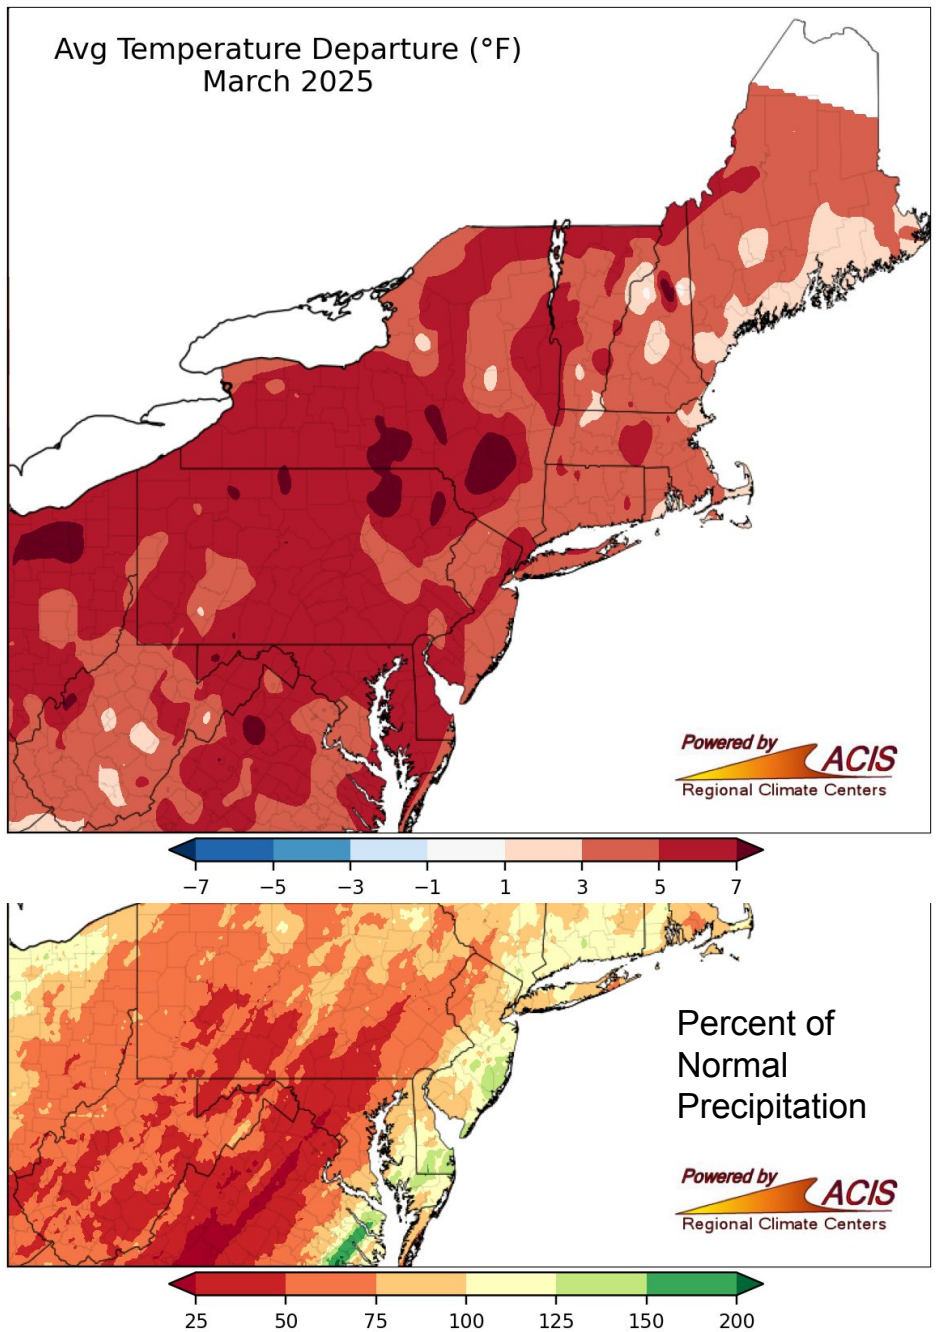 Avg Temperature Departure (°F)
March 2025
Powered by
ACIS
Regional Climate Centers
−7 −5 −3 −1 1 3 5 7
Percent of
Normal
Precipitation
Powered by
ACIS
Regional Climate Centers
25 50 75 100 125 150 200